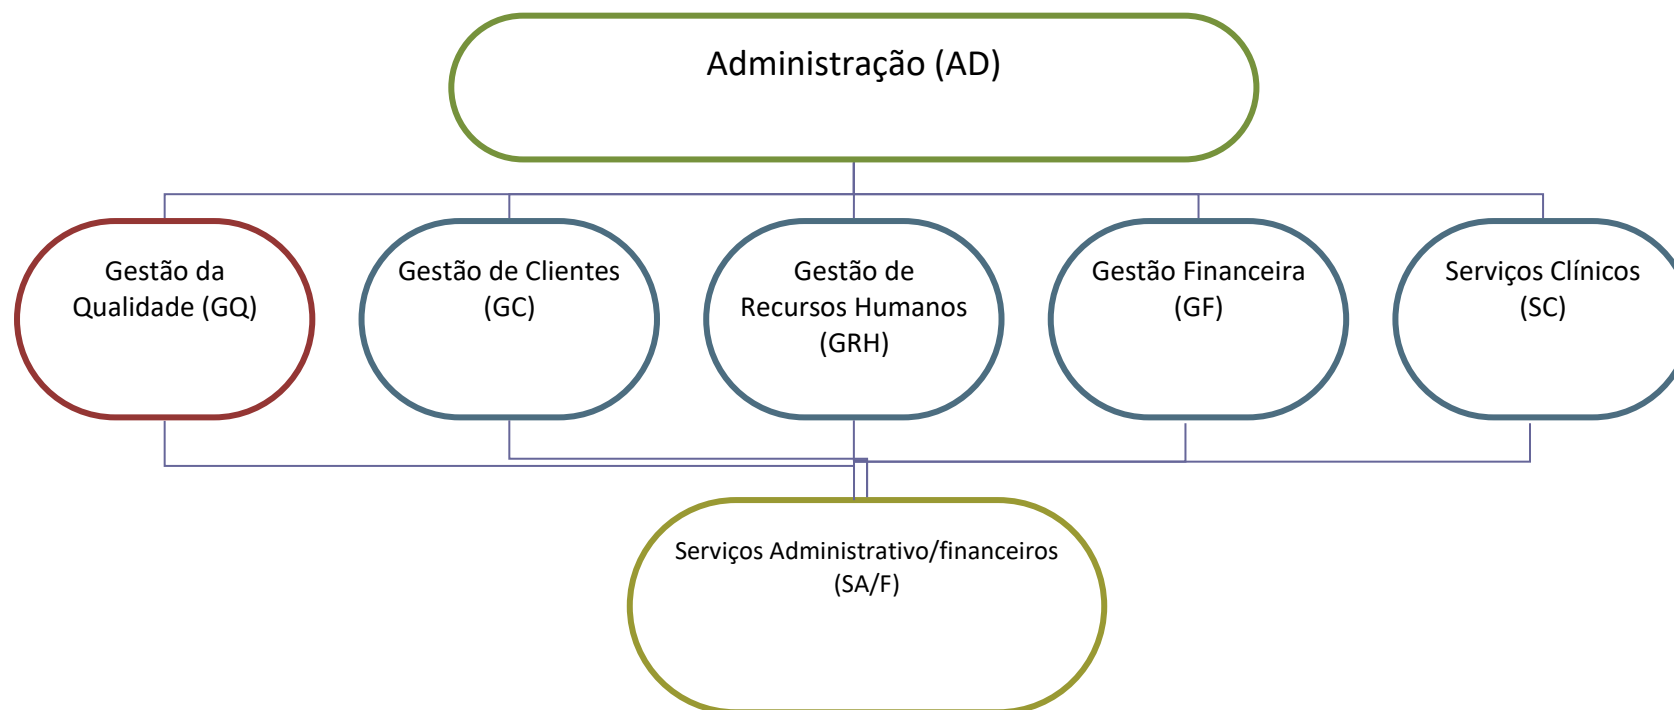 Administração (AD)
Gestão da
Qualidade (GQ)
Gestão de Clientes
(GC)
Gestão de
Recursos Humanos
(GRH)
Gestão Financeira
(GF)
Serviços Clínicos
(SC)
Serviços Administrativo/financeiros
(SA/F)